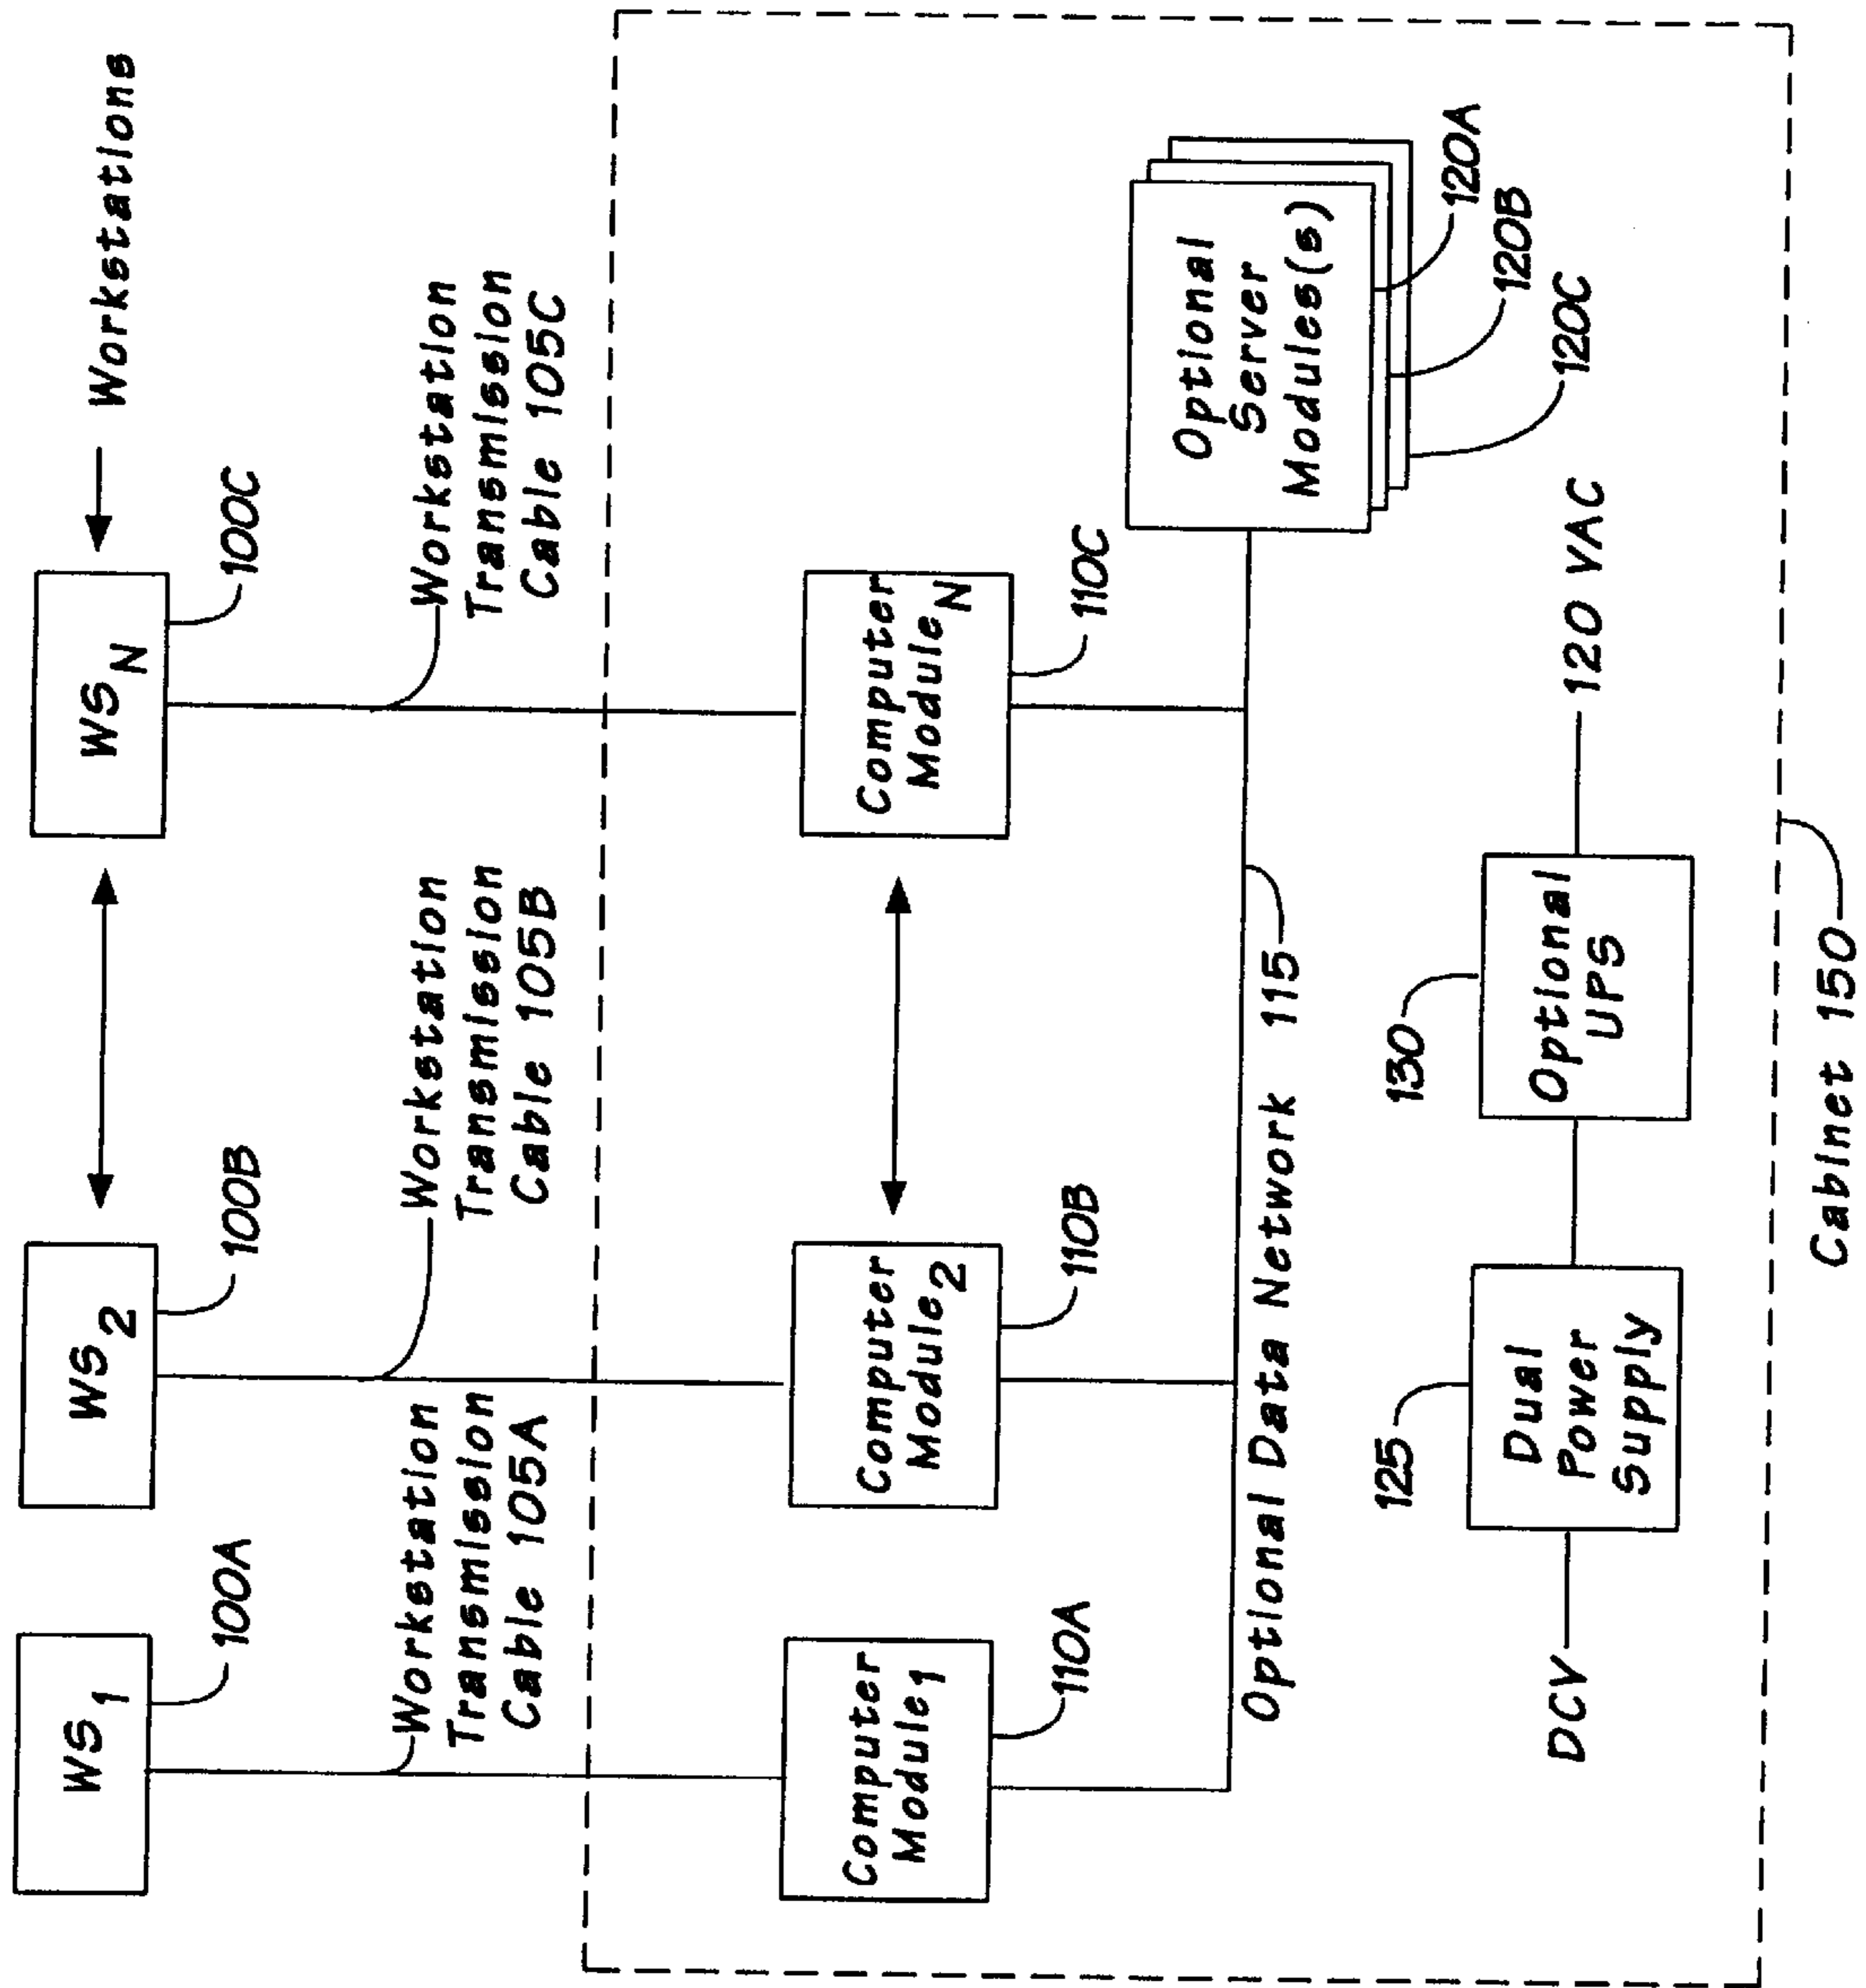 Workstations
WS1
100A
WS2
100B
WSN
100C
Workstation
Transmission
Cable 105A
Workstation
Transmission
Cable 105B
Workstation
Transmission
Cable 105C
Computer
Module1
110A
Computer
Module2
110B
Computer
ModuleN
110C
Optional
Server
Modules(s)
120A
120B
120C
Optional Data Network 115
125
Dual
Power
Supply
DCV
130
Optional
UPS
120 VAC
Cabinet 150